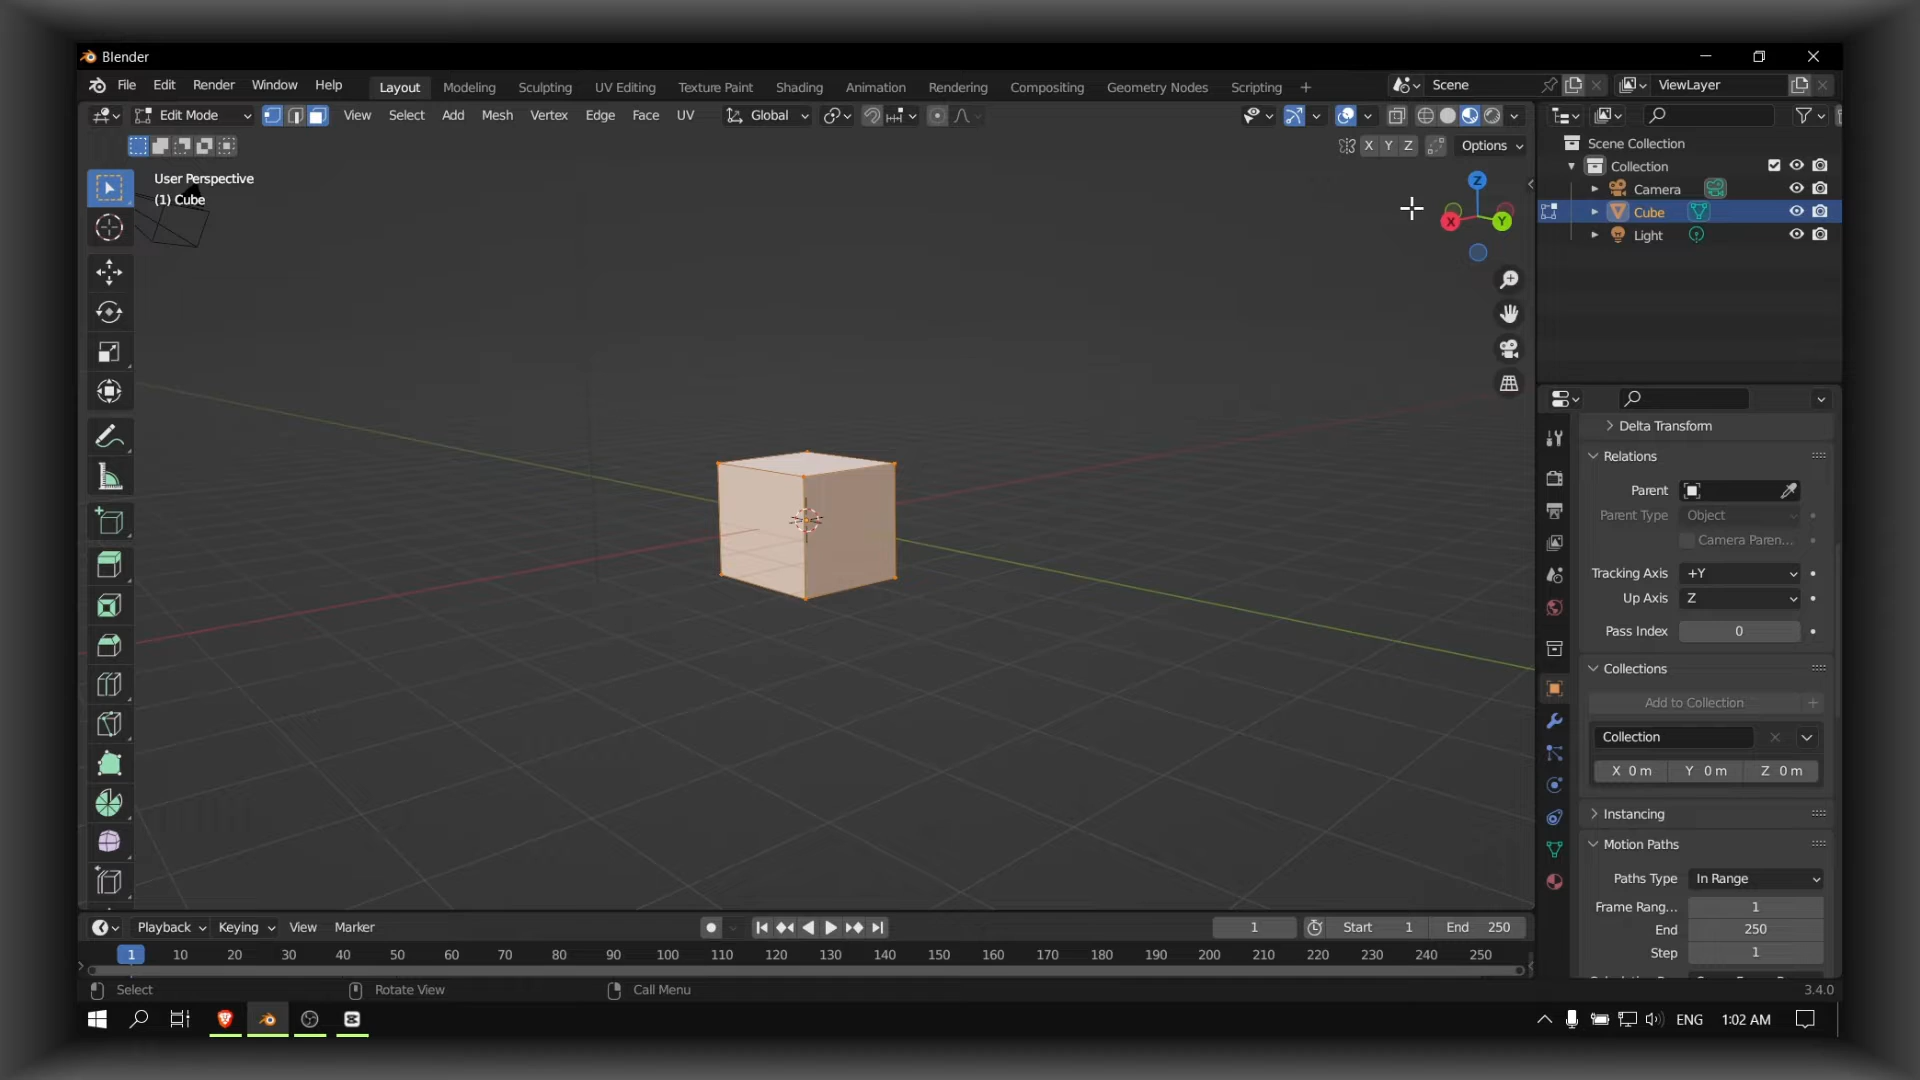 Blender
File Edit Render Window Help Layout Modeling Sculpting UV Editing Texture Paint Shading Animation Rendering Compositing Geometry Nodes Scripting + Scene ViewLayer
Edit Mode View Select Add Mesh Vertex Edge Face UV Global
X Y Z Options
User Perspective
(1) Cube
Z
X
Y
Scene Collection
Collection
Camera
Cube
Light
Delta Transform
Relations
Parent
Parent Type Object
Camera Paren...
Tracking Axis +Y
Up Axis Z
Pass Index 0
Collections
Add to Collection +
Collection
X 0 m Y 0 m Z 0 m
Instancing
Motion Paths
Paths Type In Range
Frame Rang... 1
End 250
Step 1
Playback Keying View Marker 1 Start 1 End 250
1 10 20 30 40 50 60 70 80 90 100 110 120 130 140 150 160 170 180 190 200 210 220 230 240 250
Select Rotate View Call Menu 3.4.0
ENG 1:02 AM